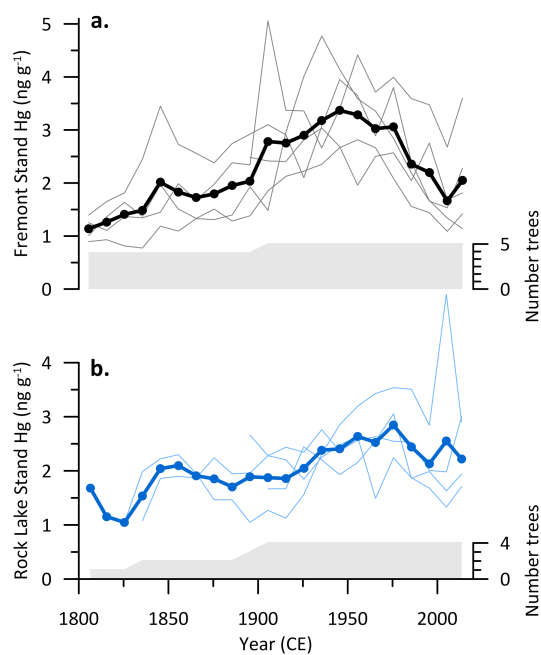 a.
Fremont Stand Hg (ng g⁻¹)
5
4
3
2
1
0
5
0
Number trees
b.
Rock Lake Stand Hg (ng g⁻¹)
4
3
2
1
0
4
0
Number trees
1800 1850 1900 1950 2000
Year (CE)